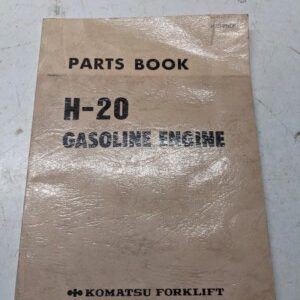 PARTS BOOK
H-20
GASOLINE ENGINE
KOMATSU FORKLIFT